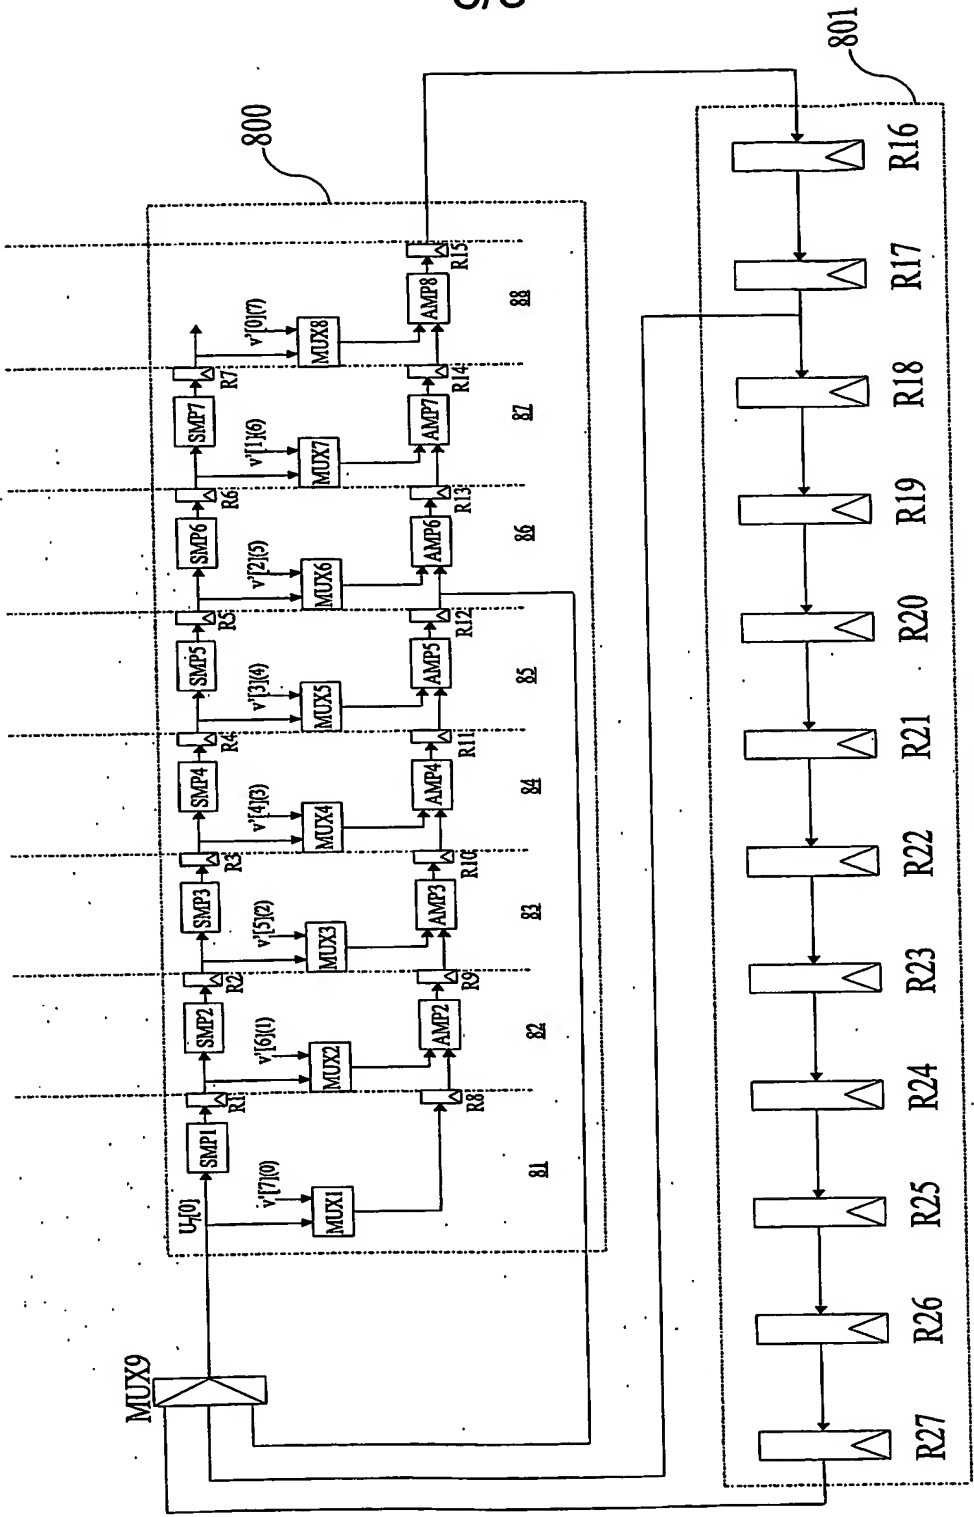 800
801
MUX9
U₇[0]
SMP1
R1
SMP2
R2
SMP3
R3
SMP4
R4
SMP5
R5
SMP6
R6
SMP7
R7
v'[7](0)
v'[6](1)
v'[5](2)
v'[4](3)
v'[3](4)
v'[2](5)
v'[1](6)
v'[0](7)
MUX1
MUX2
MUX3
MUX4
MUX5
MUX6
MUX7
MUX8
R8
AMP2
R9
AMP3
R10
AMP4
R11
AMP5
R12
AMP6
R13
AMP7
R14
AMP8
R15
81
82
83
84
85
86
87
88
R27
R26
R25
R24
R23
R22
R21
R20
R19
R18
R17
R16